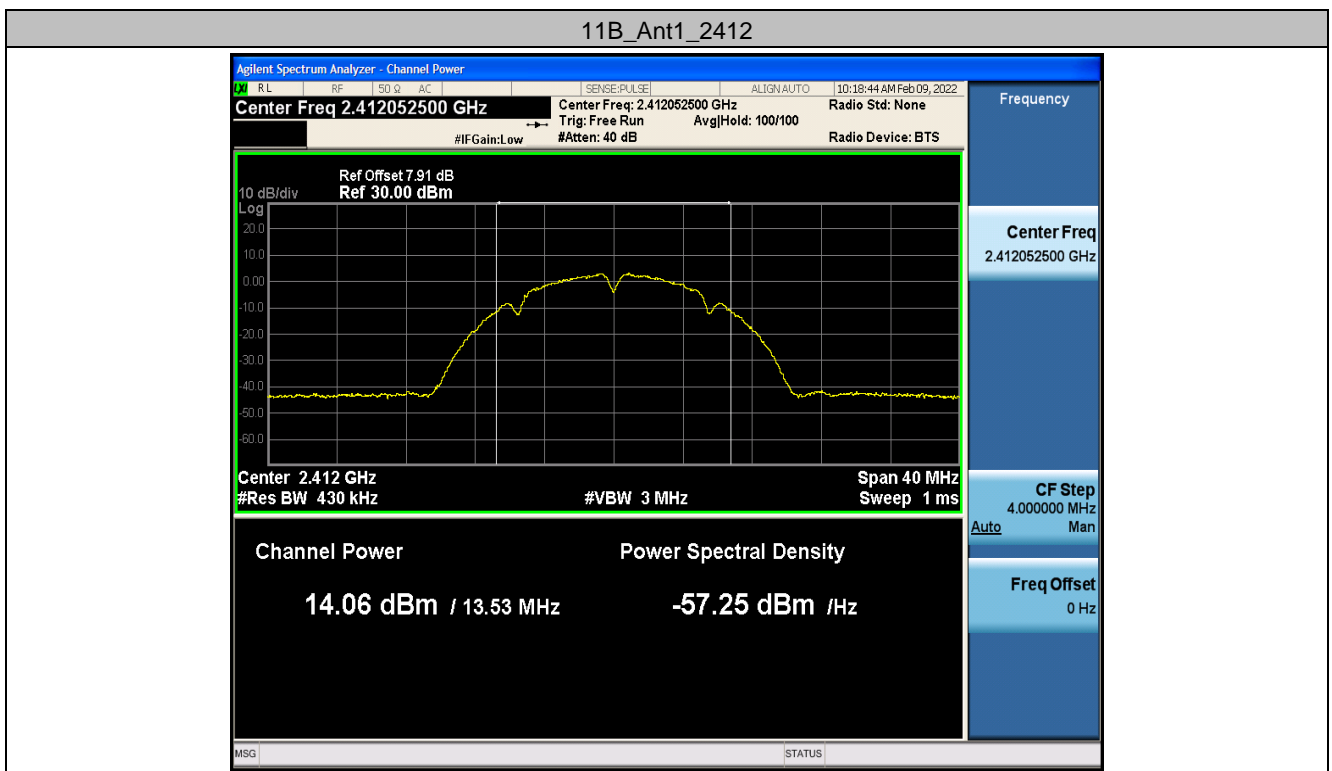 11B_Ant1_2412
Agilent Spectrum Analyzer - Channel Power
LXI RL RF 50 Ω AC SENSE:PULSE ALIGN AUTO 10:18:44 AM Feb 09, 2022
Center Freq 2.412052500 GHz
#IFGain:Low
Center Freq: 2.412052500 GHz
Trig: Free Run Avg|Hold: 100/100
#Atten: 40 dB
Radio Std: None
Radio Device: BTS
Ref Offset 7.91 dB
10 dB/div Ref 30.00 dBm
Log
20.0
10.0
0.00
-10.0
-20.0
-30.0
-40.0
-50.0
-60.0
Center 2.412 GHz Span 40 MHz
#Res BW 430 kHz #VBW 3 MHz Sweep 1 ms
Channel Power Power Spectral Density
14.06 dBm / 13.53 MHz -57.25 dBm /Hz
MSG STATUS
Frequency
Center Freq
2.412052500 GHz
CF Step
4.000000 MHz
Auto Man
Freq Offset
0 Hz